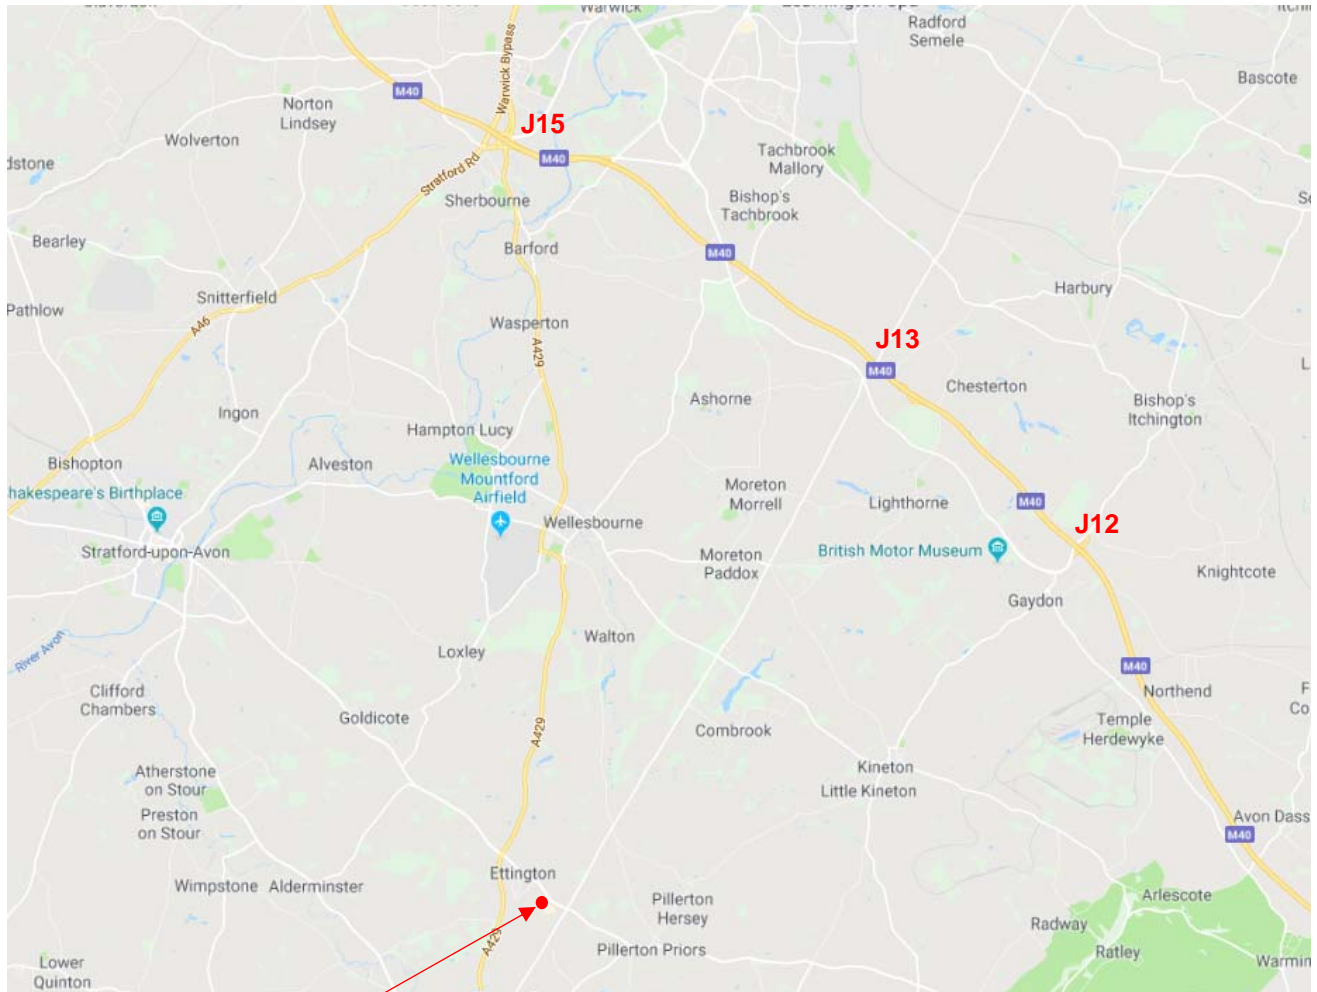 Warwick
Radford
Semele
Bascote
M40
Warwick Bypass
Norton
Lindsey
J15
Wolverton
M40
Tachbrook
Mallory
dstone
Stratford Rd
Sherbourne
Bishop's
Tachbrook
Bearley
Barford
M40
Harbury
Snitterfield
Pathlow
A46
Wasperton
A429
J13
M40
Chesterton
Ashorne
Bishop's
Itchington
Ingon
Hampton Lucy
Bishopton
Alveston
Wellesbourne
Mountford
Airfield
hakespeare's Birthplace
Moreton
Morrell
Lighthorne
M40
J12
Wellesbourne
Stratford-upon-Avon
Moreton
Paddox
British Motor Museum
Knightcote
Gaydon
River Avon
Walton
Loxley
M40
Clifford
Chambers
Northend
Goldicote
A429
Combrook
Temple
Herdewyke
Atherstone
on Stour
Kineton
Little Kineton
Preston
on Stour
Avon Dass
M40
Ettington
Wimpstone
Alderminster
Pillerton
Hersey
Arlescote
Radway
A429
Pillerton Priors
Ratley
Lower
Quinton
Warmin